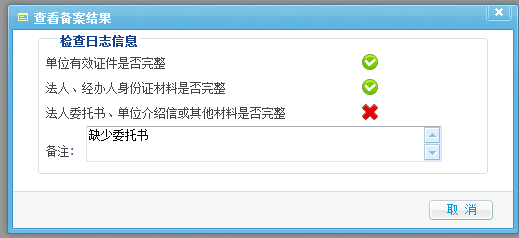 查看备案结果
检查日志信息
单位有效证件是否完整
法人、经办人身份证材料是否完整
法人委托书、单位介绍信或其他材料是否完整
备注: 缺少委托书
取 消